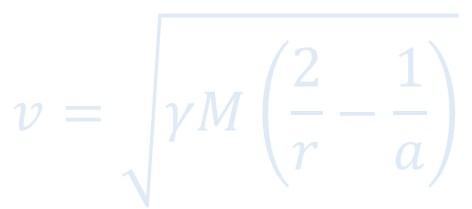 v = √(γM(2/r − 1/a))